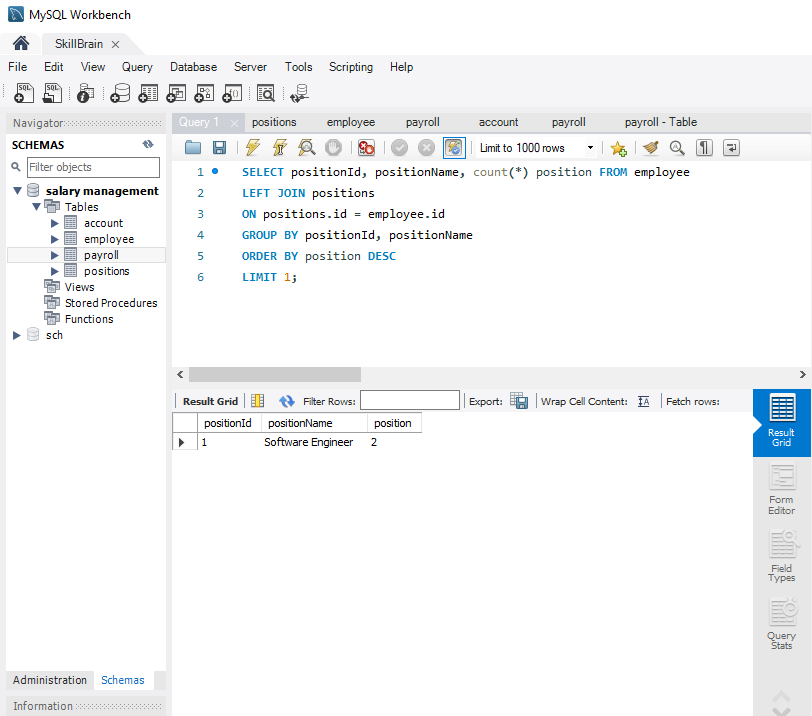 MySQL Workbench
SkillBrain
File Edit View Query Database Server Tools Scripting Help
Navigator
SCHEMAS
Filter objects
salary management
Tables
account
employee
payroll
positions
Views
Stored Procedures
Functions
sch
Administration Schemas
Information
Query 1 positions employee payroll account payroll payroll - Table
Limit to 1000 rows
1 SELECT positionId, positionName, count(*) position FROM employee
2 LEFT JOIN positions
3 ON positions.id = employee.id
4 GROUP BY positionId, positionName
5 ORDER BY position DESC
6 LIMIT 1;
Result Grid Filter Rows: Export: Wrap Cell Content: Fetch rows:
positionId positionName position
1 Software Engineer 2
Result
Grid
Form
Editor
Field
Types
Query
Stats